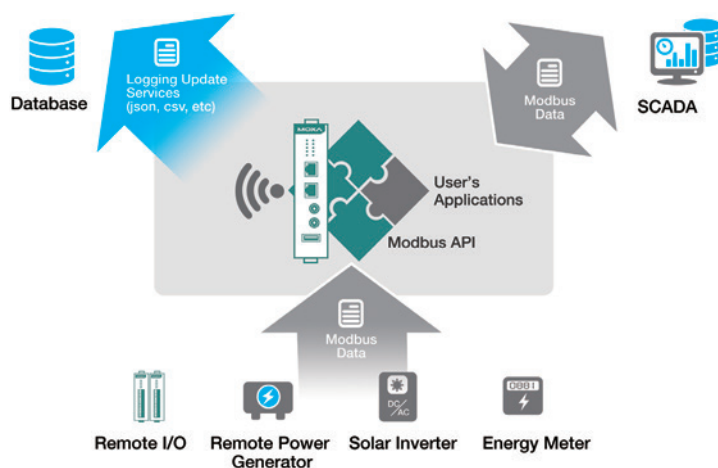 Logging Update
Services
(json, csv, etc)
Database
Modbus
Data
SCADA
MOXA
User's
Applications
Modbus API
Modbus
Data
DC/
AC
0881
Remote I/O
Remote Power
Generator
Solar Inverter
Energy Meter